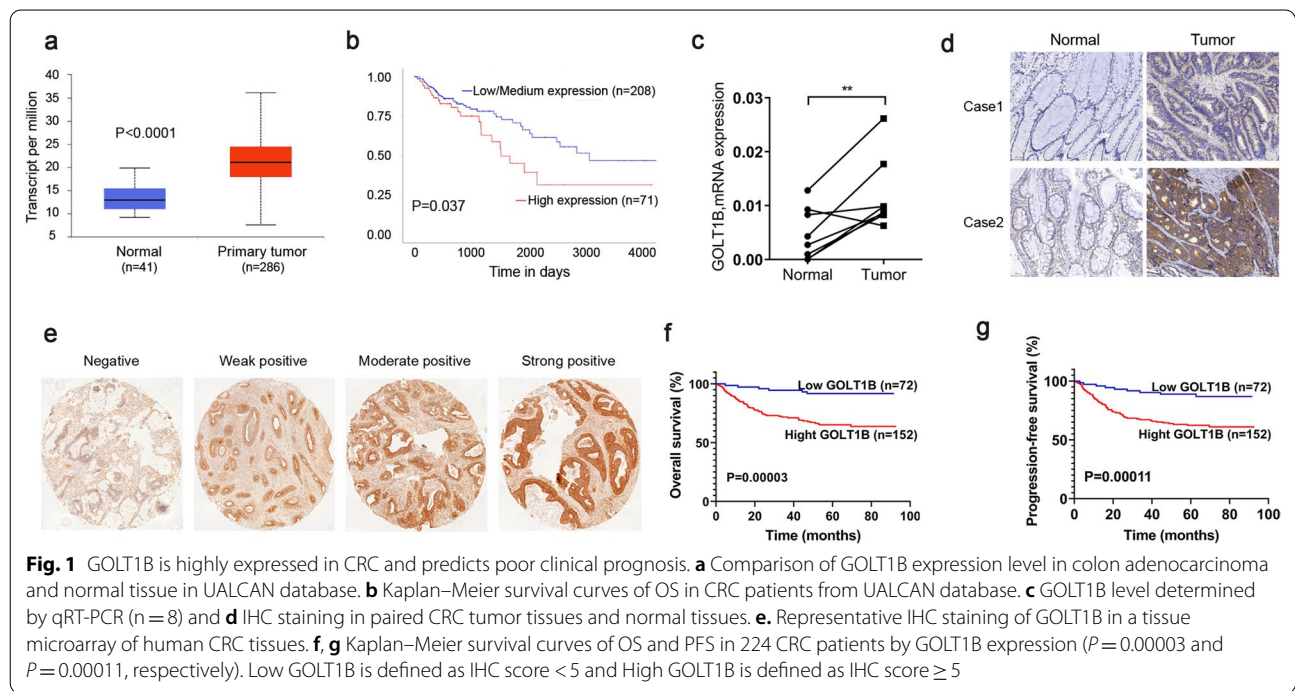 a
Transcript per million
40
35
30
25
20
15
10
5
P<0.0001
Normal
(n=41)
Primary tumor
(n=286)
b
1.00
0.75
0.50
0.25
0.00
Low/Medium expression (n=208)
High expression (n=71)
P=0.037
0
1000
2000
3000
4000
Time in days
c
GOLT1B,mRNA expression
0.03
0.02
0.01
0.00
**
Normal
Tumor
d
Normal
Tumor
Case1
Case2
e
Negative
Weak positive
Moderate positive
Strong positive
f
Overall survival (%)
100
50
0
Low GOLT1B (n=72)
Hight GOLT1B (n=152)
P=0.00003
0
20
40
60
80
100
Time (months)
g
Progression-free survival (%)
100
50
0
Low GOLT1B (n=72)
Hight GOLT1B (n=152)
P=0.00011
0
20
40
60
80
100
Time (months)
Fig. 1 GOLT1B is highly expressed in CRC and predicts poor clinical prognosis. a Comparison of GOLT1B expression level in colon adenocarcinoma
and normal tissue in UALCAN database. b Kaplan–Meier survival curves of OS in CRC patients from UALCAN database. c GOLT1B level determined
by qRT-PCR (n = 8) and d IHC staining in paired CRC tumor tissues and normal tissues. e. Representative IHC staining of GOLT1B in a tissue
microarray of human CRC tissues. f, g Kaplan–Meier survival curves of OS and PFS in 224 CRC patients by GOLT1B expression (P = 0.00003 and
P = 0.00011, respectively). Low GOLT1B is defined as IHC score < 5 and High GOLT1B is defined as IHC score ≥ 5